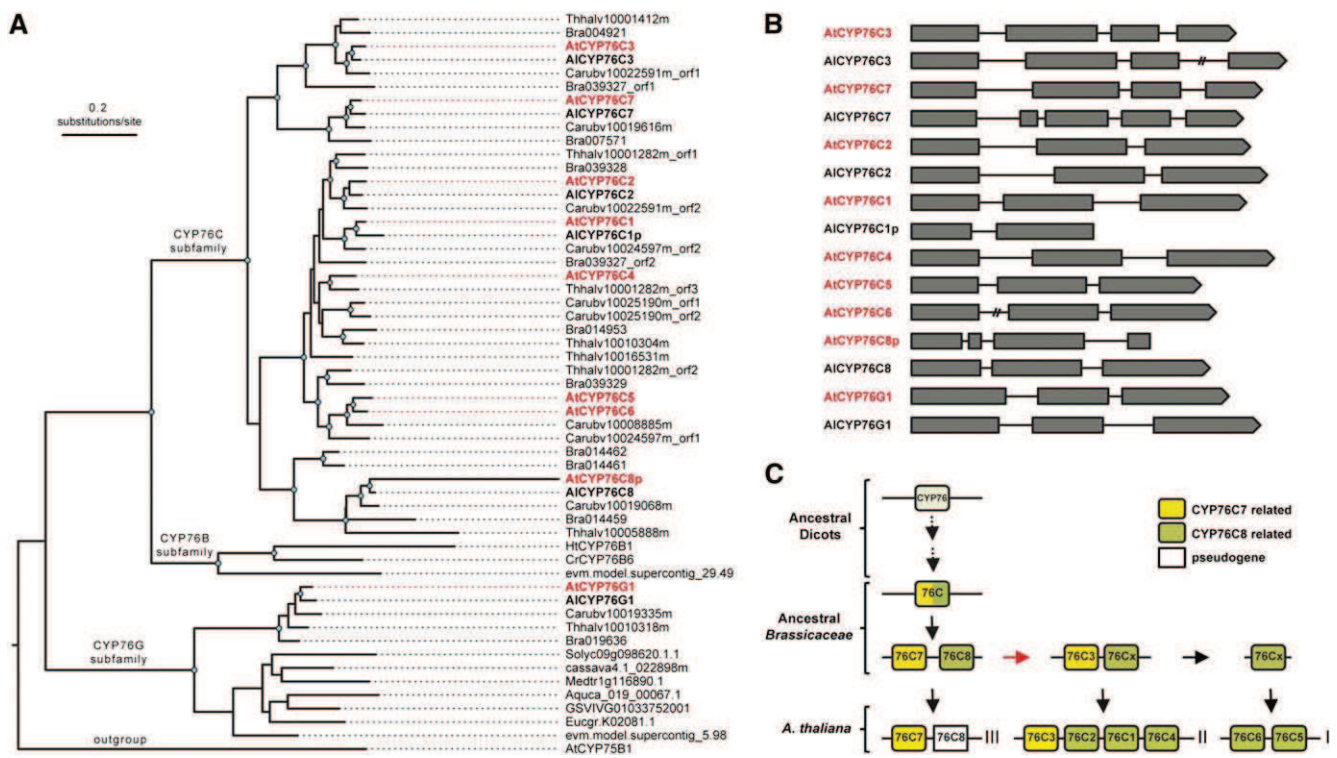 A
0.2
substitutions/site
CYP76C
subfamily
CYP76B
subfamily
CYP76G
subfamily
outgroup
Thhalv10001412m
Bra004921
AtCYP76C3
AlCYP76C3
Carubv10022591m_orf1
Bra039327_orf1
AtCYP76C7
AlCYP76C7
Carubv10019616m
Bra007571
Thhalv10001282m_orf1
Bra039328
AtCYP76C2
AlCYP76C2
Carubv10022591m_orf2
AtCYP76C1
AlCYP76C1p
Carubv10024597m_orf2
Bra039327_orf2
AtCYP76C4
Thhalv10001282m_orf3
Carubv10025190m_orf1
Carubv10025190m_orf2
Bra014953
Thhalv10010304m
Thhalv10016531m
Thhalv10001282m_orf2
Bra039329
AtCYP76C5
AtCYP76C6
Carubv10008885m
Carubv10024597m_orf1
Bra014462
Bra014461
AtCYP76C8p
AlCYP76C8
Carubv10019068m
Bra014459
Thhalv10005888m
HtCYP76B1
CrCYP76B6
evm.model.supercontig_29.49
AtCYP76G1
AlCYP76G1
Carubv10019335m
Thhalv10010318m
Bra019636
Solyc09g098620.1.1
cassava4.1_022898m
Medtr1g116890.1
Aquca_019_00067.1
GSVIVG01033752001
Eucgr.K02081.1
evm.model.supercontig_5.98
AtCYP75B1
B
AtCYP76C3
AlCYP76C3
AtCYP76C7
AlCYP76C7
AtCYP76C2
AlCYP76C2
AtCYP76C1
AlCYP76C1p
AtCYP76C4
AtCYP76C5
AtCYP76C6
AtCYP76C8p
AlCYP76C8
AtCYP76G1
AlCYP76G1
C
Ancestral
Dicots
CYP76
CYP76C7 related
CYP76C8 related
pseudogene
Ancestral
Brassicaceae
76C
76C7 76C8 76C3 76Cx 76Cx
A. thaliana
76C7 76C8 III 76C3 76C2 76C1 76C4 II 76C6 76C5 I